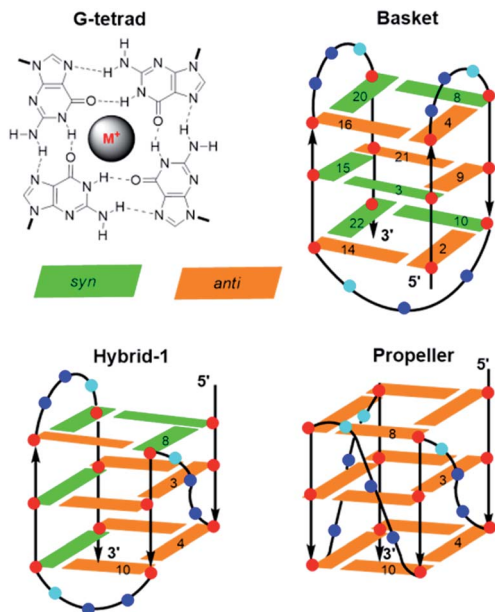 G-tetrad
Basket
H
N
N
H
N
N
N
N
O
H
N
N
N
H
N
N
H
N
H
H
O
H
M+
O
N
H
N
H
N
H
N
N
H
O
N
N
N
H
N
N
H
N
N
syn
anti
20
8
16
4
21
15
9
3
10
22
3'
14
2
5'
Hybrid-1
5'
8
3
3'
4
10
Propeller
5'
8
3
3'
4
10